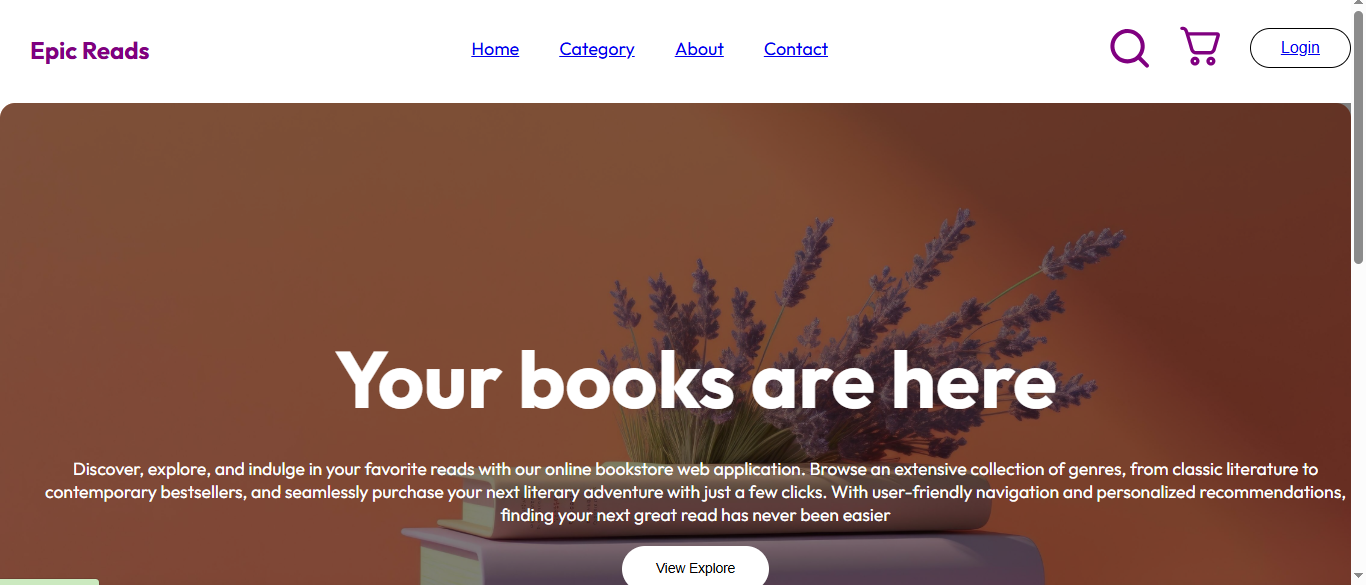 Epic Reads
Home Category About Contact
Login
Your books are here
Discover, explore, and indulge in your favorite reads with our online bookstore web application. Browse an extensive collection of genres, from classic literature to
contemporary bestsellers, and seamlessly purchase your next literary adventure with just a few clicks. With user-friendly navigation and personalized recommendations,
finding your next great read has never been easier
View Explore